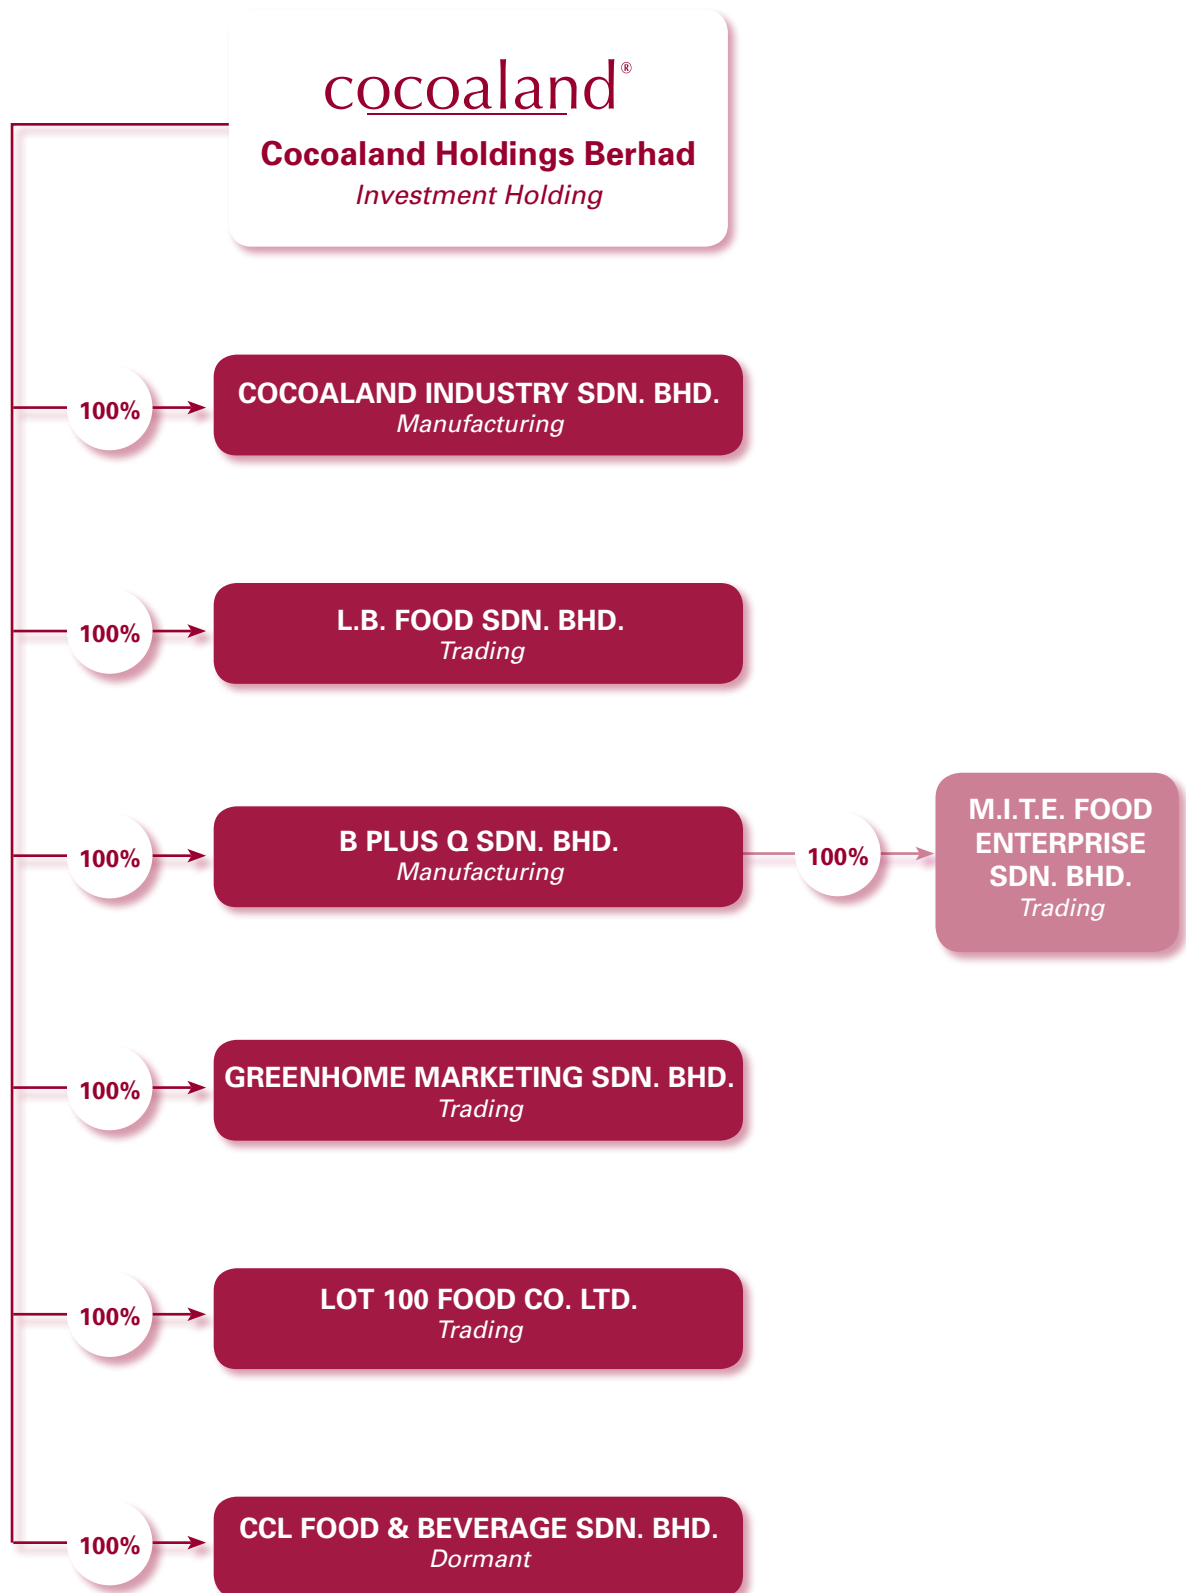 cocoaland®
Cocoaland Holdings Berhad
Investment Holding
100%
COCOALAND INDUSTRY SDN. BHD.
Manufacturing
100%
L.B. FOOD SDN. BHD.
Trading
100%
B PLUS Q SDN. BHD.
Manufacturing
100%
M.I.T.E. FOOD
ENTERPRISE
SDN. BHD.
Trading
100%
GREENHOME MARKETING SDN. BHD.
Trading
100%
LOT 100 FOOD CO. LTD.
Trading
100%
CCL FOOD & BEVERAGE SDN. BHD.
Dormant